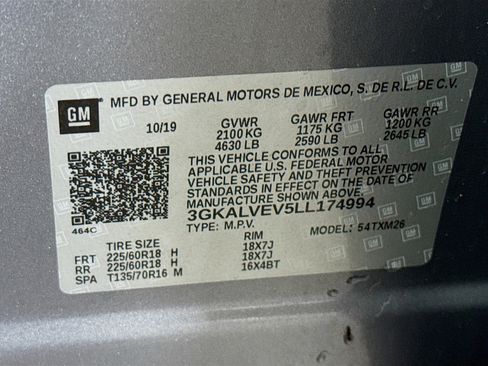 GM
MFD BY GENERAL MOTORS DE MEXICO, S. DE R.L. DE C.V.
10/19 GVWR GAWR FRT GAWR RR
2100 KG 1175 KG 1200 KG
4630 LB 2590 LB 2645 LB
THIS VEHICLE CONFORMS TO ALL
APPLICABLE U.S. FEDERAL MOTOR
VEHICLE SAFETY AND THEFT PREVENTION
STANDARDS IN EFFECT ON THE DATE OF
MANUFACTURE SHOWN ABOVE.
3GKALVEV5LL174994
464C
TYPE: M.P.V. MODEL: 54TXM26
TIRE SIZE RIM
FRT 225/60R18 H 18X7J
RR 225/60R18 H 18X7J
SPA T135/70R16 M 16X4BT